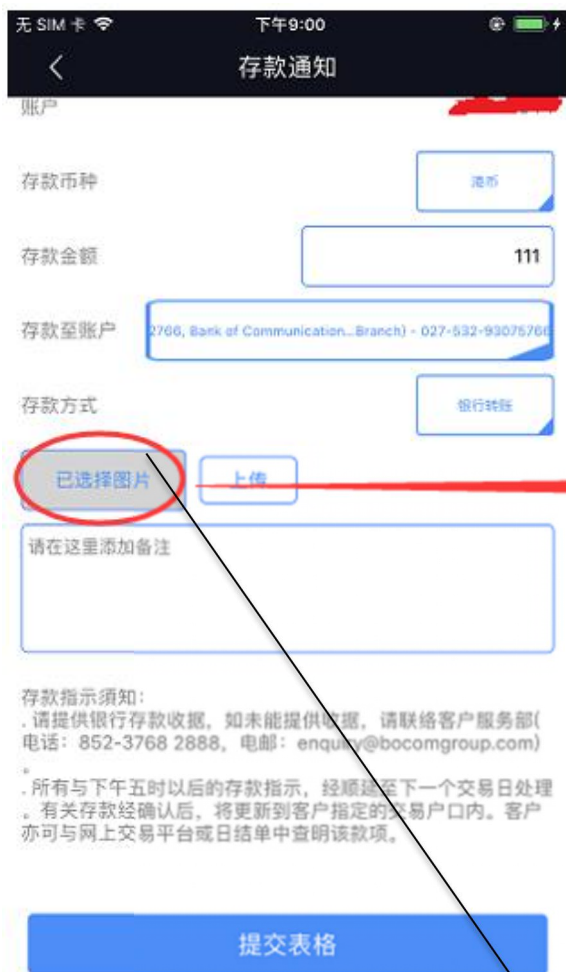 无 SIM 卡
下午9:00
存款通知
账户
存款币种
港币
存款金额
111
存款至账户
2766, Bank of Communication...Branch) - 027-532-93075766
存款方式
银行转账
已选择图片
上传
请在这里添加备注
存款指示须知：
. 请提供银行存款收据，如未能提供收据，请联络客户服务部(
电话：852-3768 2888，电邮：enquiry@bocomgroup.com)
。
. 所有与下午五时以后的存款指示，经顺延至下一个交易日处理
。有关存款经确认后，将更新到客户指定的交易户口内。客户
亦可与网上交易平台或日结单中查明该款项。
提交表格